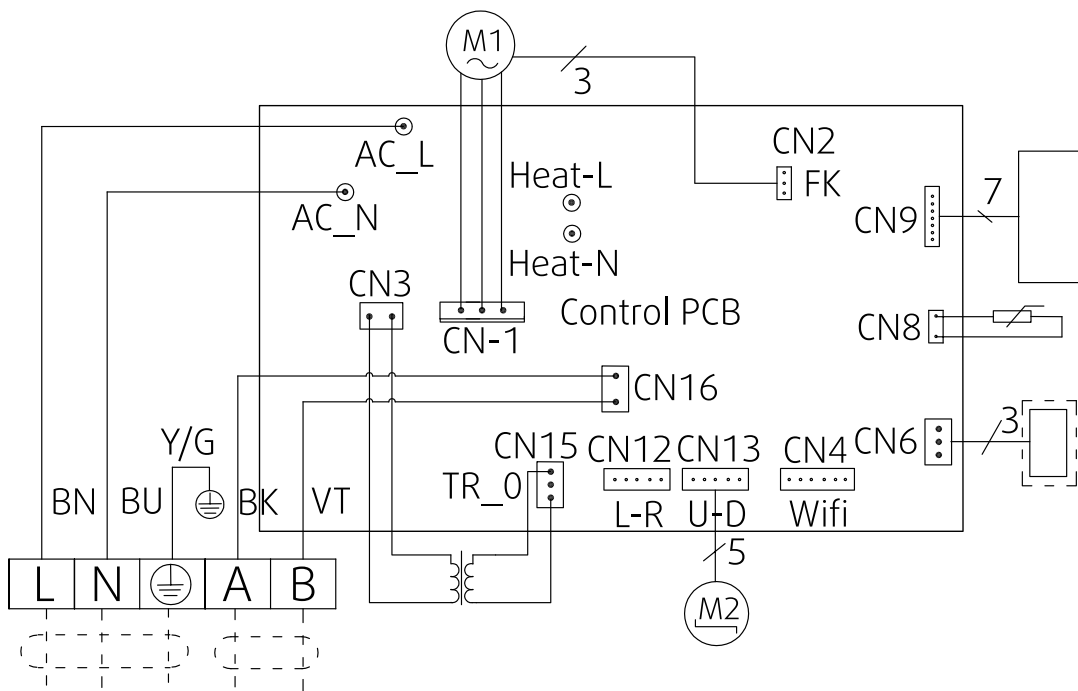 M1
3
AC_L
CN2
Heat-L
FK
7
AC_N
CN9
Heat-N
CN3
Control PCB
CN-1
CN8
CN16
Y/G
CN6
3
CN15
CN12
CN13
CN4
BN
BU
BK
VT
TR_0
L-R
U-D
Wifi
5
L
N
A
B
M2